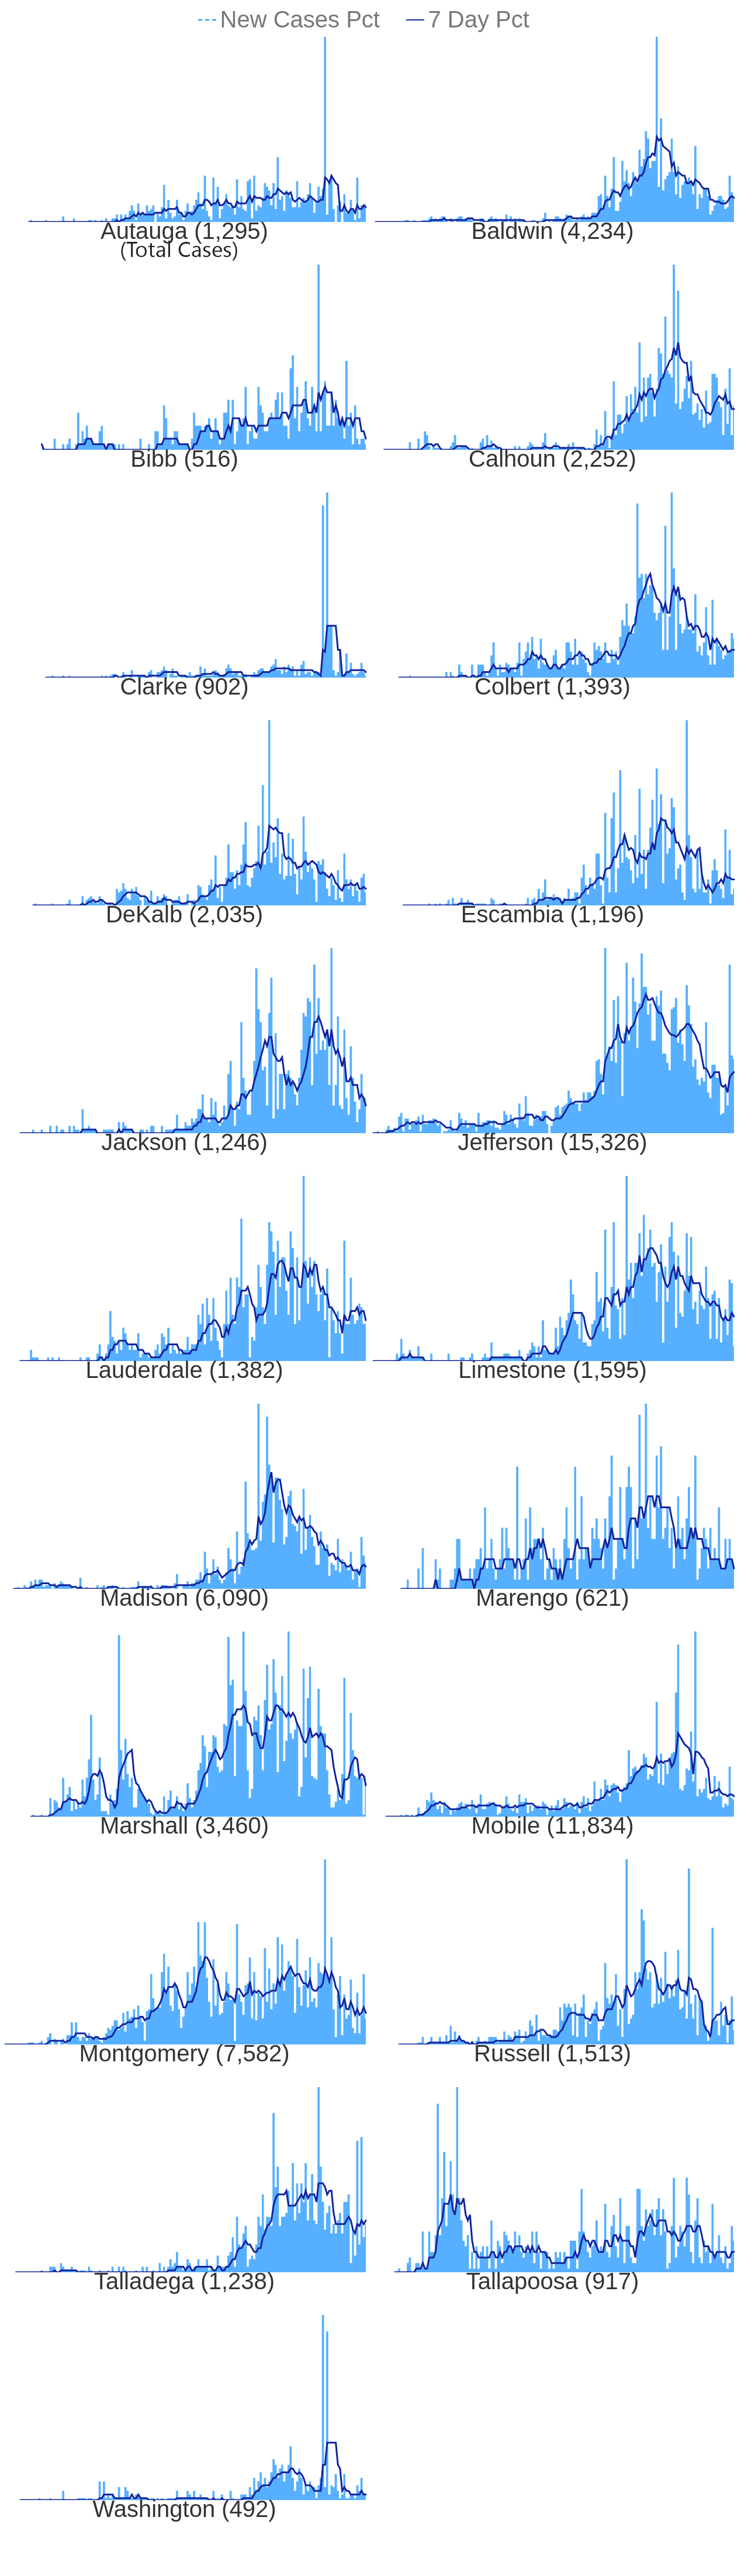 New Cases Pct 7 Day Pct
Autauga (1,295) Baldwin (4,234)
(Total Cases)
Bibb (516) Calhoun (2,252)
Clarke (902) Colbert (1,393)
DeKalb (2,035) Escambia (1,196)
Jackson (1,246) Jefferson (15,326)
Lauderdale (1,382) Limestone (1,595)
Madison (6,090) Marengo (621)
Marshall (3,460) Mobile (11,834)
Montgomery (7,582) Russell (1,513)
Talladega (1,238) Tallapoosa (917)
Washington (492)